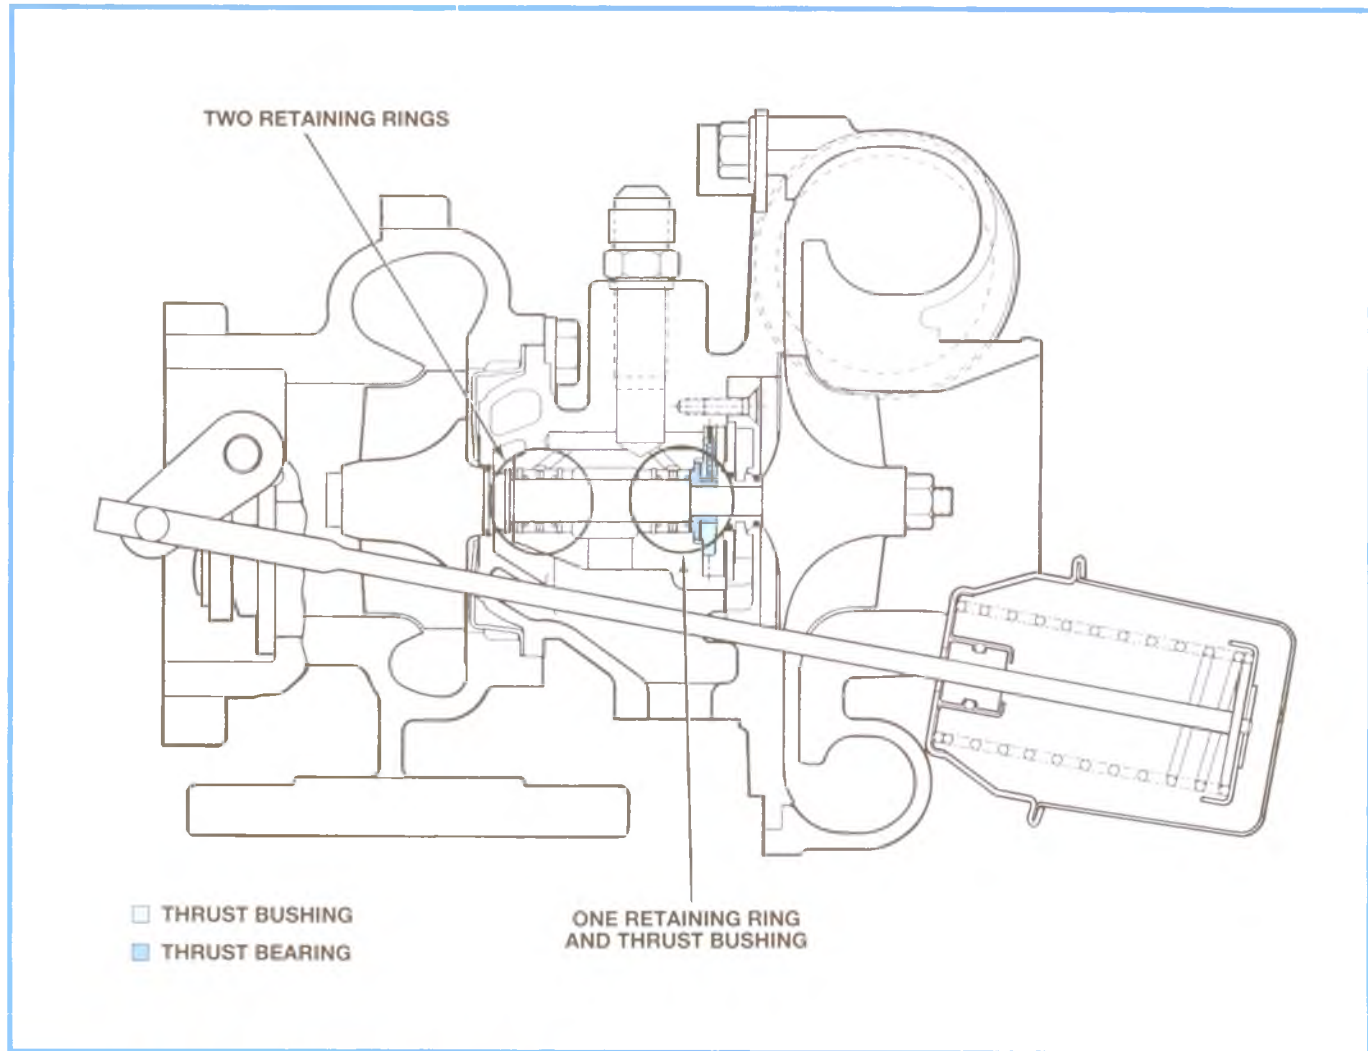 TWO RETAINING RINGS
THRUST BUSHING
THRUST BEARING
ONE RETAINING RING
AND THRUST BUSHING